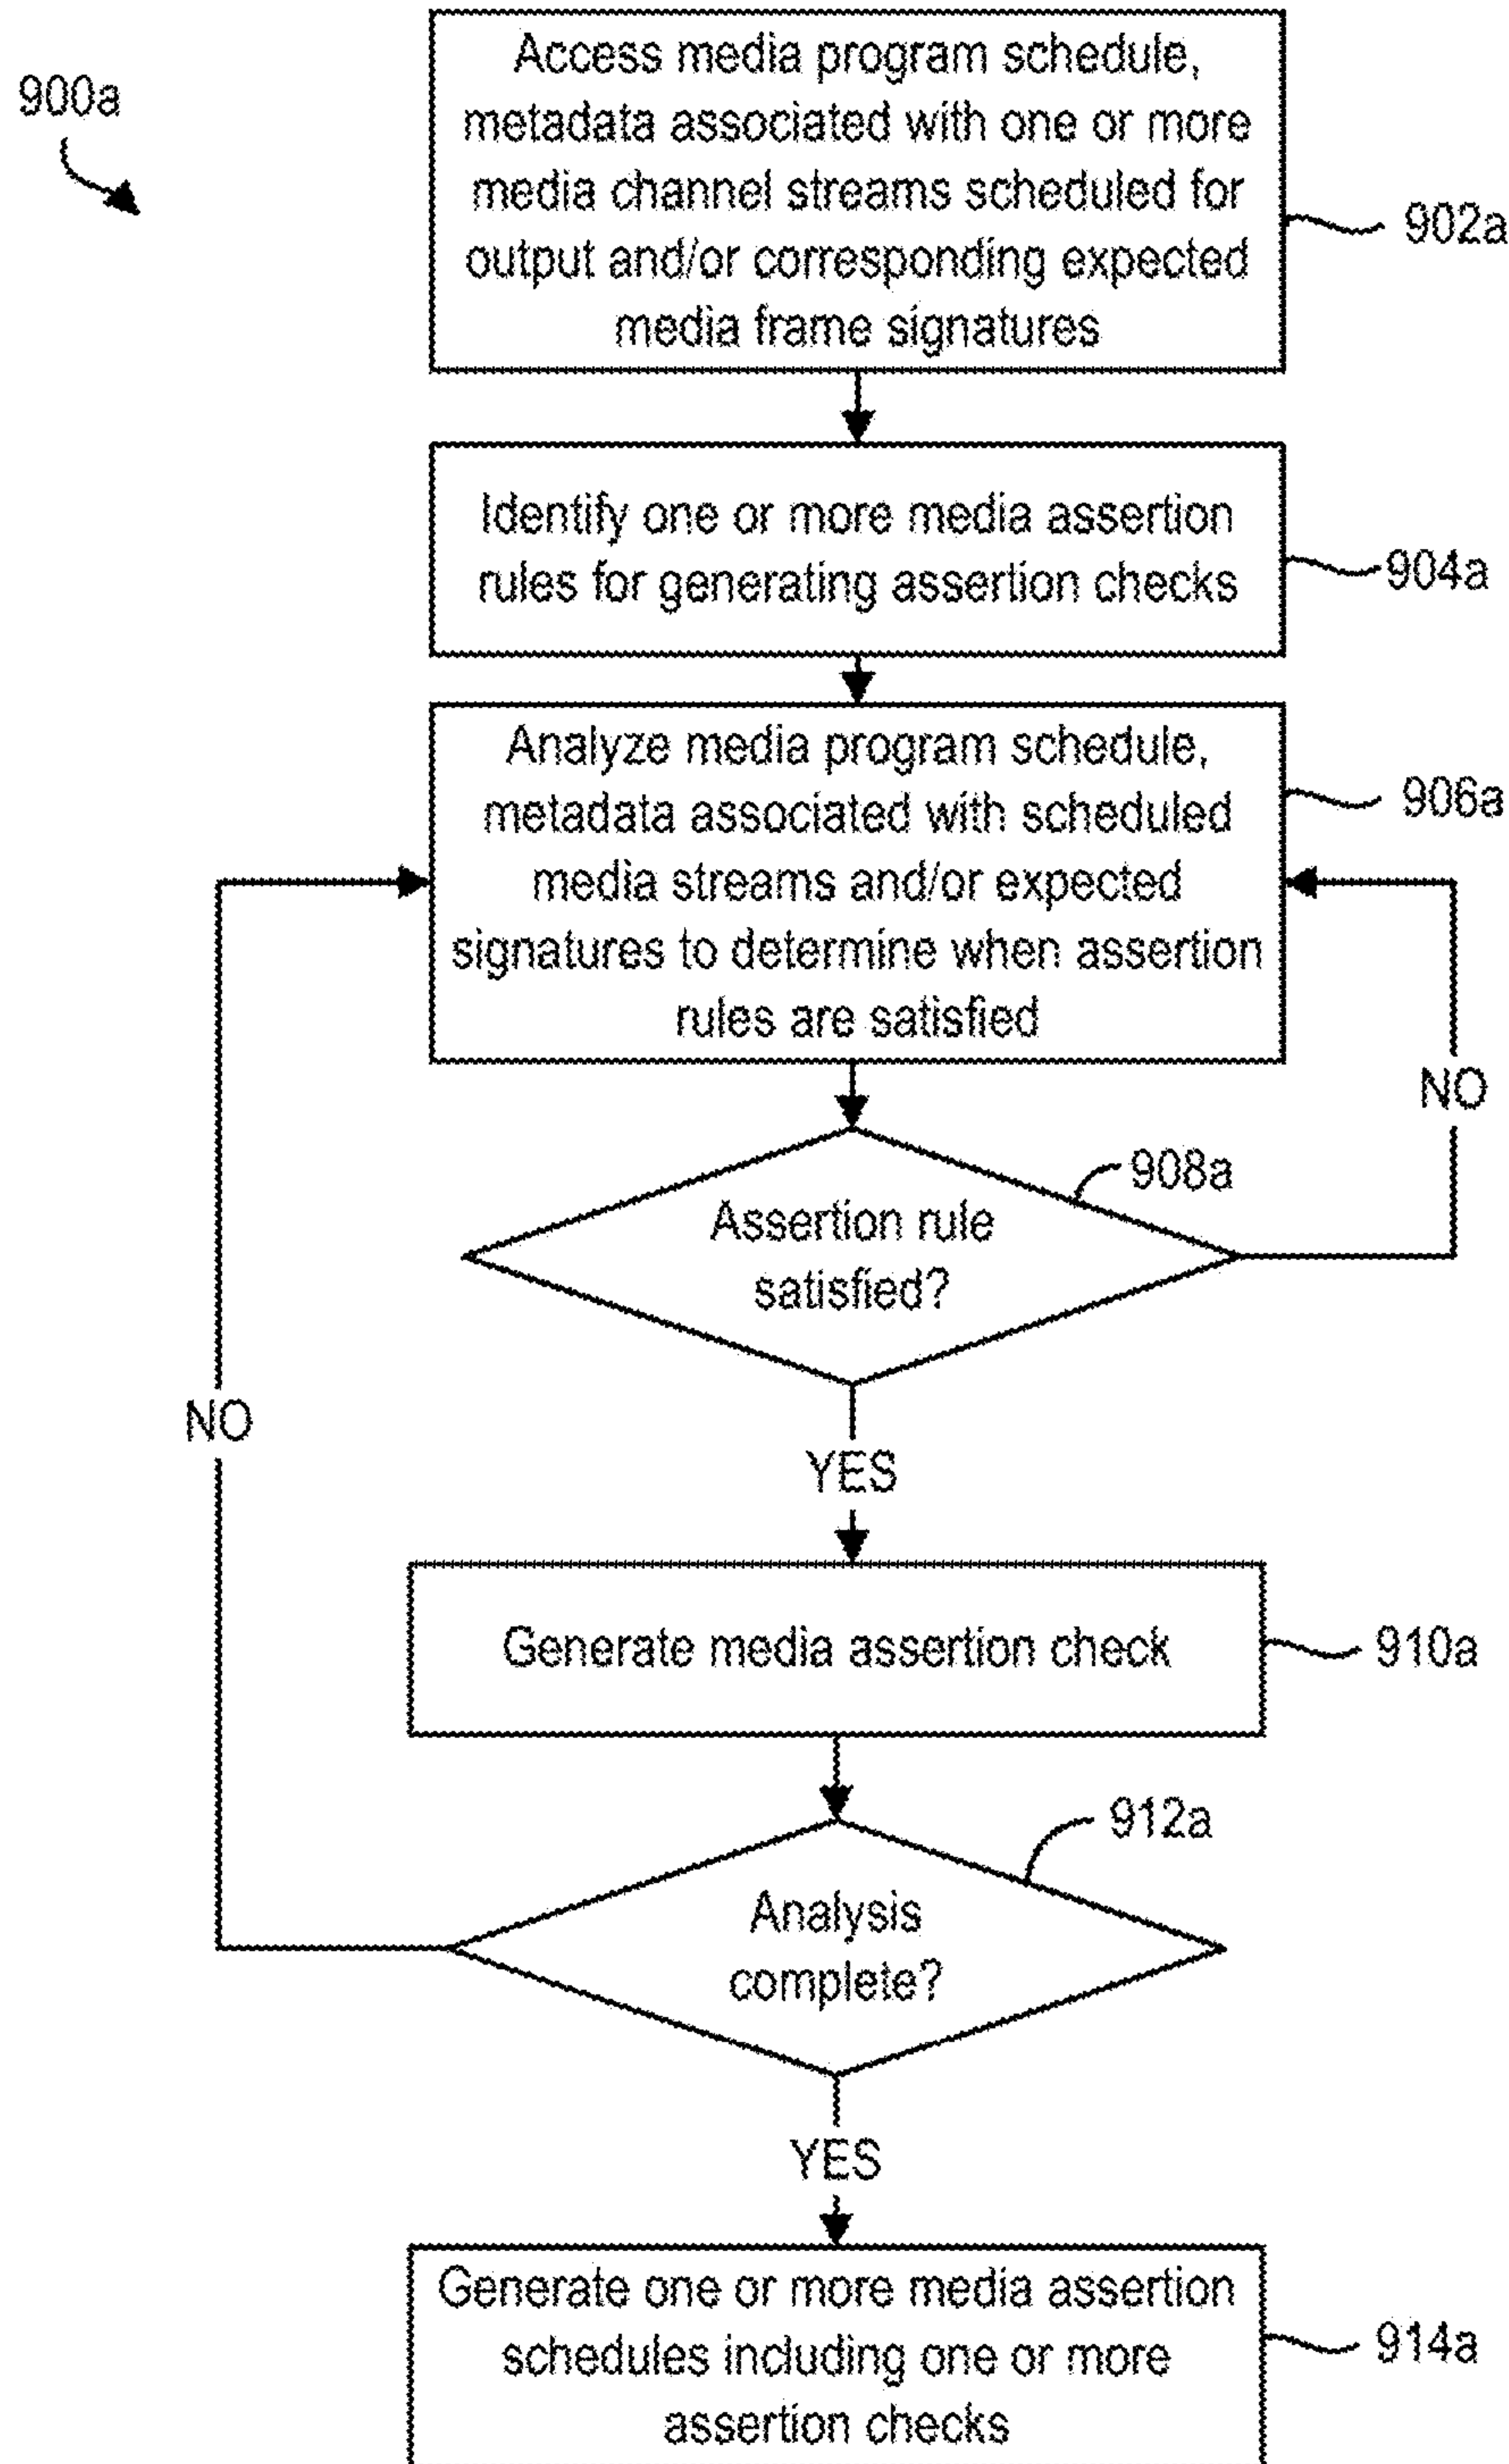 900a
Access media program schedule,
metadata associated with one or more
media channel streams scheduled for
output and/or corresponding expected
media frame signatures
902a
Identify one or more media assertion
rules for generating assertion checks
904a
Analyze media program schedule,
metadata associated with scheduled
media streams and/or expected
signatures to determine when assertion
rules are satisfied
906a
NO
908a
Assertion rule
satisfied?
NO
YES
Generate media assertion check
910a
912a
Analysis
complete?
YES
Generate one or more media assertion
schedules including one or more
assertion checks
914a